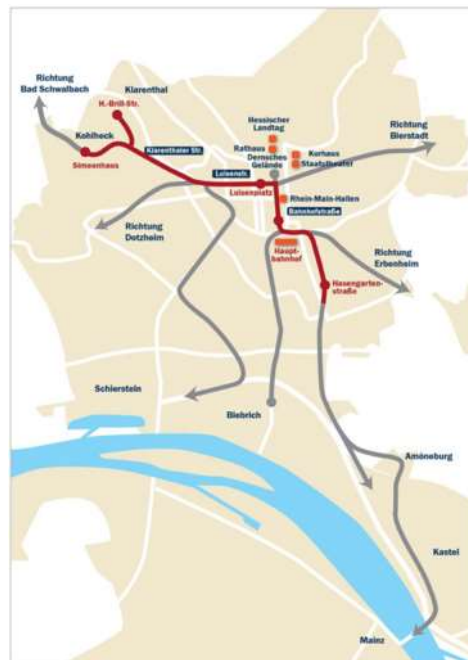 Richtung
Bad Schwalbach
Klarenthal
H.-Brill-Str.
Kohlheck
Simeonhaus
Klarenthaler Str.
Hessischer
Landtag
Rathaus
Dernsches
Gelände
Kurhaus
Staatstheater
Richtung
Bierstadt
Luisenstr.
Luisenplatz
Rhein-Main-Hallen
Bahnhofstraße
Richtung
Dotzheim
Haupt-
bahnhof
Richtung
Erbenheim
Hasengarten-
straße
Schierstein
Biebrich
Amöneburg
Kastel
Mainz